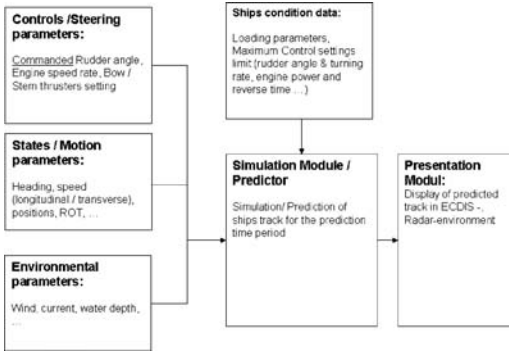 Controls /Steering
parameters:
Commanded Rudder angle,
Engine speed rate, Bow /
Stern thrusters setting
Ships condition data:
Loading parameters,
Maximum Control settings
limit (rudder angle & turning
rate, engine power and
reverse time ...)
States / Motion
parameters:
Heading, speed
(longitudinal / transverse),
positions, ROT, ...
Simulation Module /
Predictor
Simulation/ Prediction of
ships track for the prediction
time period
Presentation
Modul:
Display of predicted
track in ECDIS -,
Radar-environment
Environmental
parameters:
Wind, current, water depth,
...